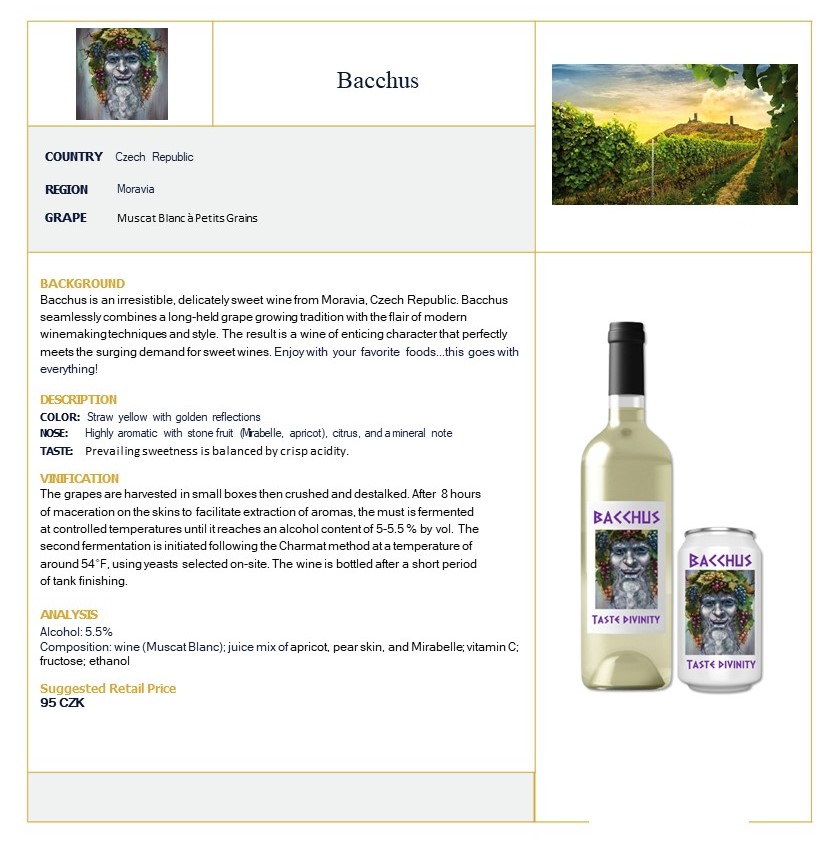 Bacchus
COUNTRY Czech Republic
REGION Moravia
GRAPE Muscat Blanc à Petits Grains
BACKGROUND
Bacchus is an irresistible, delicately sweet wine from Moravia, Czech Republic. Bacchus
seamlessly combines a long-held grape growing tradition with the flair of modern
winemaking techniques and style. The result is a wine of enticing character that perfectly
meets the surging demand for sweet wines. Enjoy with your favorite foods...this goes with
everything!
DESCRIPTION
COLOR: Straw yellow with golden reflections
NOSE: Highly aromatic with stone fruit (Mirabelle, apricot), citrus, and a mineral note
TASTE: Prevailing sweetness is balanced by crisp acidity.
VINIFICATION
The grapes are harvested in small boxes then crushed and destalked. After 8 hours
of maceration on the skins to facilitate extraction of aromas, the must is fermented
at controlled temperatures until it reaches an alcohol content of 5-5.5 % by vol. The
second fermentation is initiated following the Charmat method at a temperature of
around 54°F, using yeasts selected on-site. The wine is bottled after a short period
of tank finishing.
ANALYSIS
Alcohol: 5.5%
Composition: wine (Muscat Blanc); juice mix of apricot, pear skin, and Mirabelle; vitamin C;
fructose; ethanol
Suggested Retail Price
95 CZK
BACCHUS
TASTE DIVINITY
BACCHUS
TASTE DIVINITY